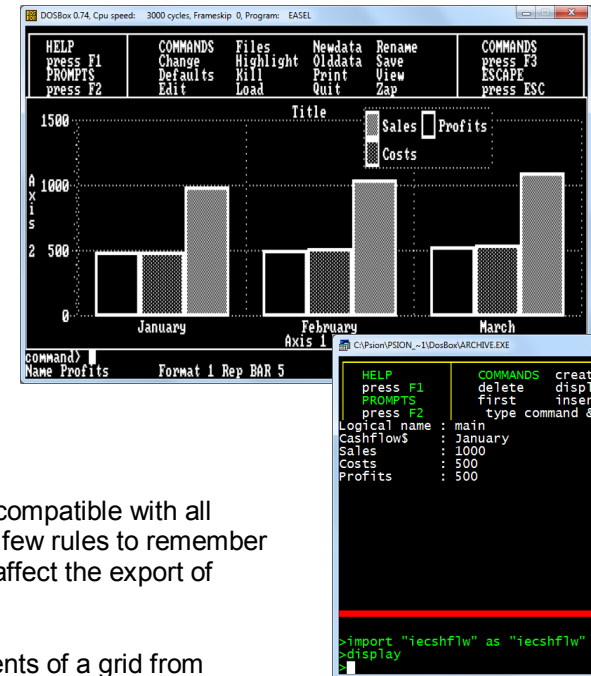 DOSBox 0.74, Cpu speed: 3000 cycles, Frameskip 0, Program: EASEL
HELP COMMANDS Files Newdata Rename COMMANDS
press F1 Change Highlight Olddata Save press F3
PROMPTS Defaults Kill Print View ESCAPE
press F2 Edit Load Quit Zap press ESC
Title
1500
Sales Profits
Costs
Axis 2
1000
500
0
January February March
Axis 1
command>
Name Profits Format 1 Rep BAR 5
C:\Psion\PSION_~1\DosBox\ARCHIVE.EXE
HELP COMMANDS creat
press F1 delete displ
PROMPTS first inser
press F2 type command &
Logical name : main
Cashflow$ : January
Sales : 1000
Costs : 500
Profits : 500
>import "iecshflw" as "iecshflw"
>display
>
compatible with all
few rules to remember
affect the export of
ents of a grid from